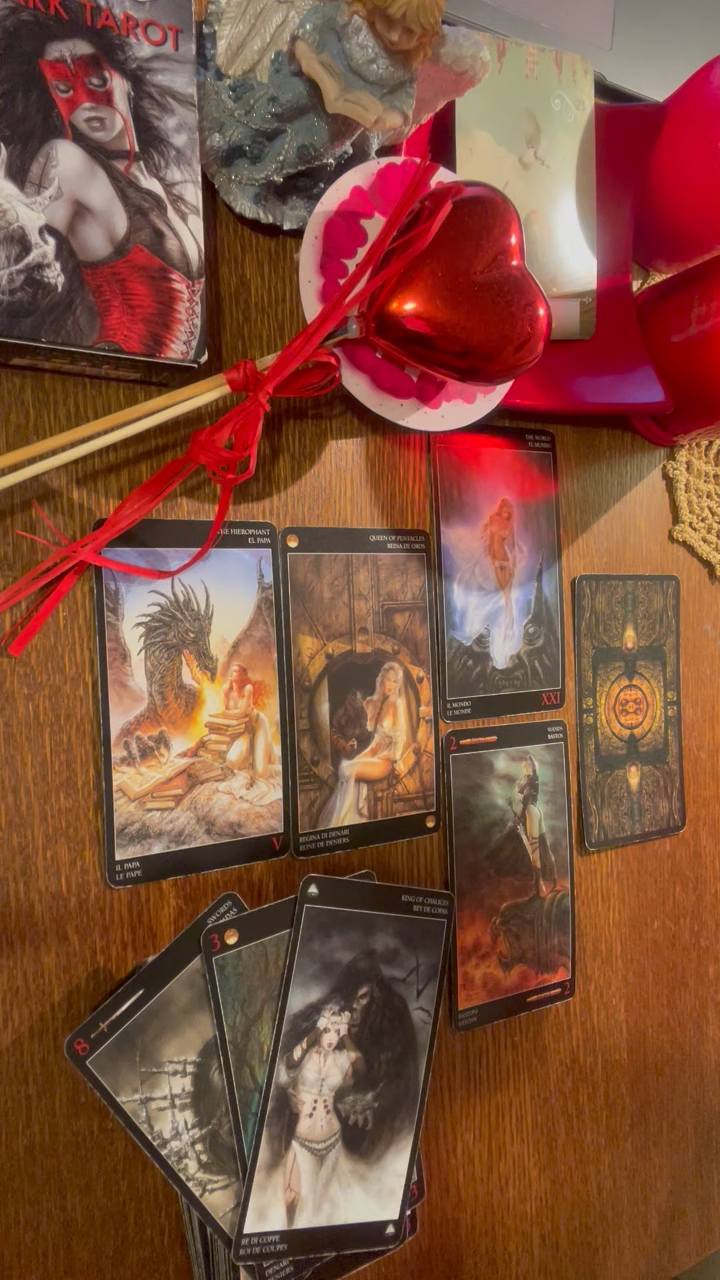 ARK TAROT
THE WORLD
EL MUNDO
THE HIEROPHANT
EL PAPA
QUEEN OF PENTACLES
REINA DE OROS
IL MONDO
LE MONDE
XXI
2
WANDS
BASTOS
REGINA DI DENARI
REINE DE DENIERS
IL PAPA
LE PAPE
V
KING OF CHALICES
REY DE COPAS
SWORDS
3
8
2
RE DI COPPE
ROI DE COUPES
3